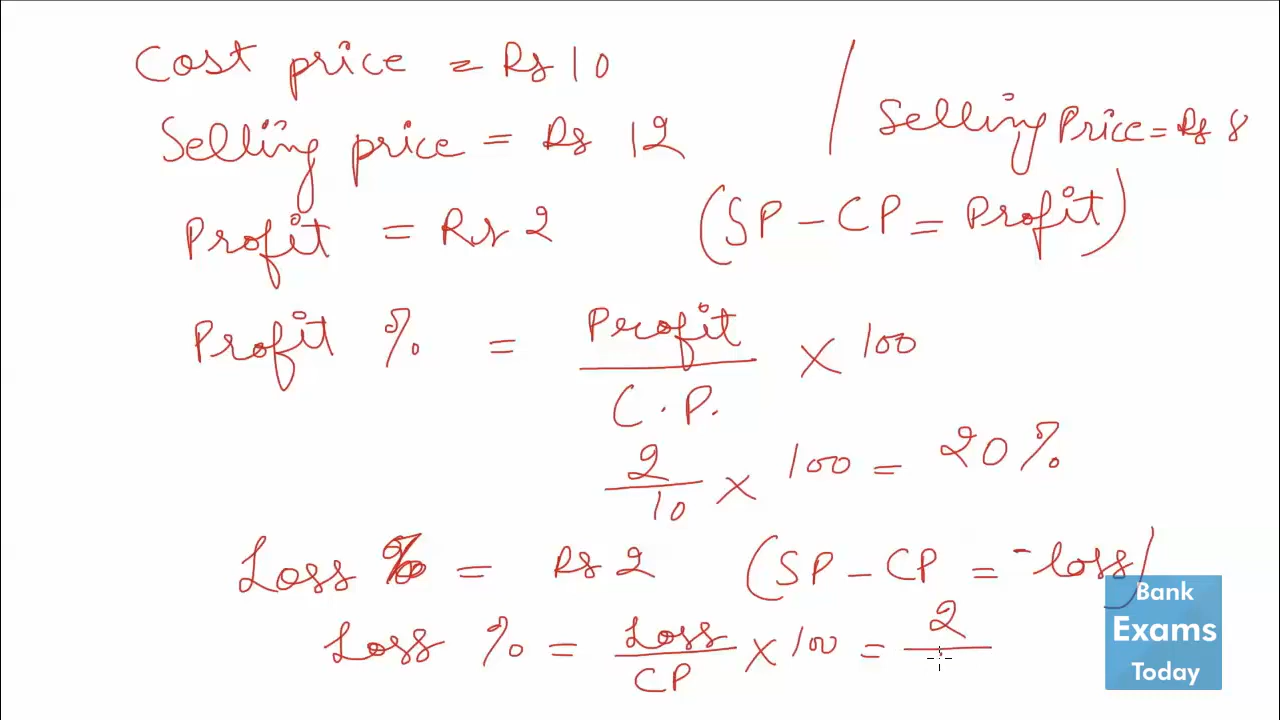 Cost price = Rs 10
Selling price = Rs 12 / Selling Price = Rs 8
Profit = Rs 2 (SP - CP = Profit)
Profit % = Profit / C.P. × 100
2 / 10 × 100 = 20%
Loss = Rs 2 (SP - CP = -loss)
Loss % = Loss / CP × 100 = 2 /
Bank
Exams
Today